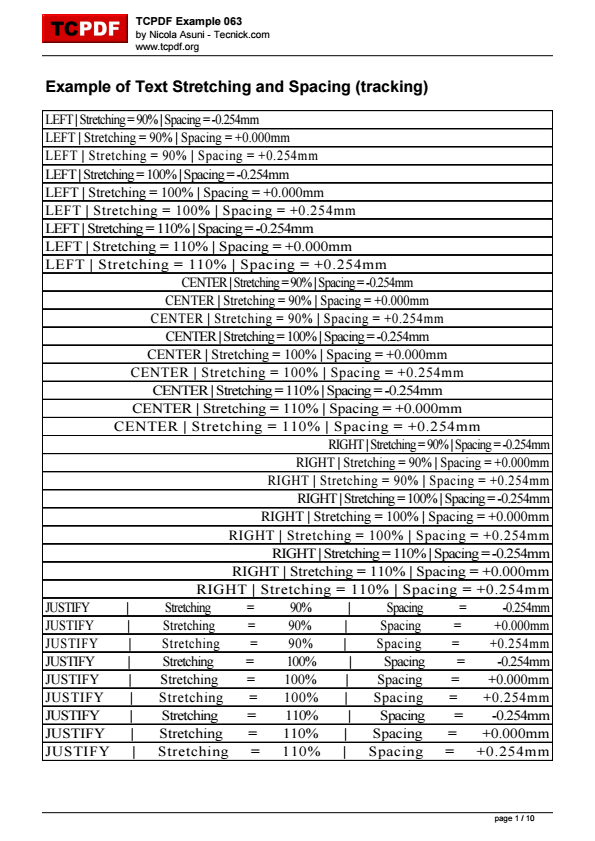 TCPDF
TCPDF Example 063
by Nicola Asuni - Tecnick.com
www.tcpdf.org
Example of Text Stretching and Spacing (tracking)
LEFT | Stretching = 90% | Spacing = -0.254mm
LEFT | Stretching = 90% | Spacing = +0.000mm
LEFT | Stretching = 90% | Spacing = +0.254mm
LEFT | Stretching = 100% | Spacing = -0.254mm
LEFT | Stretching = 100% | Spacing = +0.000mm
LEFT | Stretching = 100% | Spacing = +0.254mm
LEFT | Stretching = 110% | Spacing = -0.254mm
LEFT | Stretching = 110% | Spacing = +0.000mm
LEFT | Stretching = 110% | Spacing = +0.254mm
CENTER | Stretching = 90% | Spacing = -0.254mm
CENTER | Stretching = 90% | Spacing = +0.000mm
CENTER | Stretching = 90% | Spacing = +0.254mm
CENTER | Stretching = 100% | Spacing = -0.254mm
CENTER | Stretching = 100% | Spacing = +0.000mm
CENTER | Stretching = 100% | Spacing = +0.254mm
CENTER | Stretching = 110% | Spacing = -0.254mm
CENTER | Stretching = 110% | Spacing = +0.000mm
CENTER | Stretching = 110% | Spacing = +0.254mm
RIGHT | Stretching = 90% | Spacing = -0.254mm
RIGHT | Stretching = 90% | Spacing = +0.000mm
RIGHT | Stretching = 90% | Spacing = +0.254mm
RIGHT | Stretching = 100% | Spacing = -0.254mm
RIGHT | Stretching = 100% | Spacing = +0.000mm
RIGHT | Stretching = 100% | Spacing = +0.254mm
RIGHT | Stretching = 110% | Spacing = -0.254mm
RIGHT | Stretching = 110% | Spacing = +0.000mm
RIGHT | Stretching = 110% | Spacing = +0.254mm
JUSTIFY | Stretching = 90% | Spacing = -0.254mm
JUSTIFY | Stretching = 90% | Spacing = +0.000mm
JUSTIFY | Stretching = 90% | Spacing = +0.254mm
JUSTIFY | Stretching = 100% | Spacing = -0.254mm
JUSTIFY | Stretching = 100% | Spacing = +0.000mm
JUSTIFY | Stretching = 100% | Spacing = +0.254mm
JUSTIFY | Stretching = 110% | Spacing = -0.254mm
JUSTIFY | Stretching = 110% | Spacing = +0.000mm
JUSTIFY | Stretching = 110% | Spacing = +0.254mm
page 1 / 10